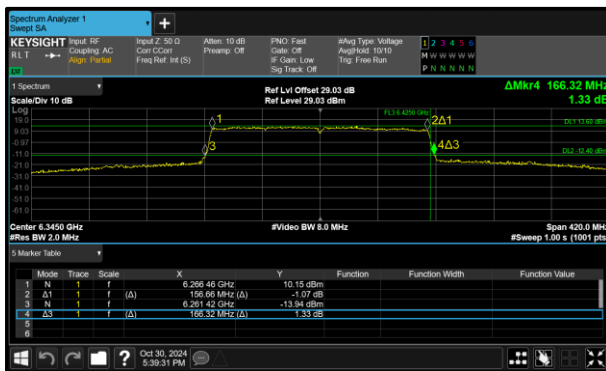 Spectrum Analyzer 1
Swept SA
KEYSIGHT Input: RF Input Z: 50 Ω Atten: 10 dB PNO: Fast #Avg Type: Voltage 1 2 3 4 5 6
RLT Coupling: AC Corr CCorr Preamp: Off Gate: Off Avg|Hold: 10/10 M W W W W W
Align: Partial Freq Ref: Int (S) IF Gain: Low Trig: Free Run
Sig Track: Off P N N N N N
1 Spectrum Ref Lvl Offset 29.03 dB ΔMkr4 166.32 MHz
Scale/Div 10 dB Ref Level 29.03 dBm 1.33 dB
Log
19.0 1 FL3 6.4250 GHz 2Δ1 DL1 13.60 dBm
9.03
-0.97
-11.0 3 4Δ3 DL2 -12.40 dBm
-21.0
-31.0
-41.0
-51.0
-61.0
Center 6.3450 GHz #Video BW 8.0 MHz Span 420.0 MHz
#Res BW 2.0 MHz #Sweep 1.00 s (1001 pts)
5 Marker Table
Mode Trace Scale X Y Function Function Width Function Value
1 N 1 f 6.266 46 GHz 10.15 dBm
2 Δ1 1 f (Δ) 156.66 MHz (Δ) -1.07 dB
3 N 1 f 6.261 42 GHz -13.94 dBm
4 Δ3 1 f (Δ) 166.32 MHz (Δ) 1.33 dB
5
6
? Oct 30, 2024
5:39:31 PM